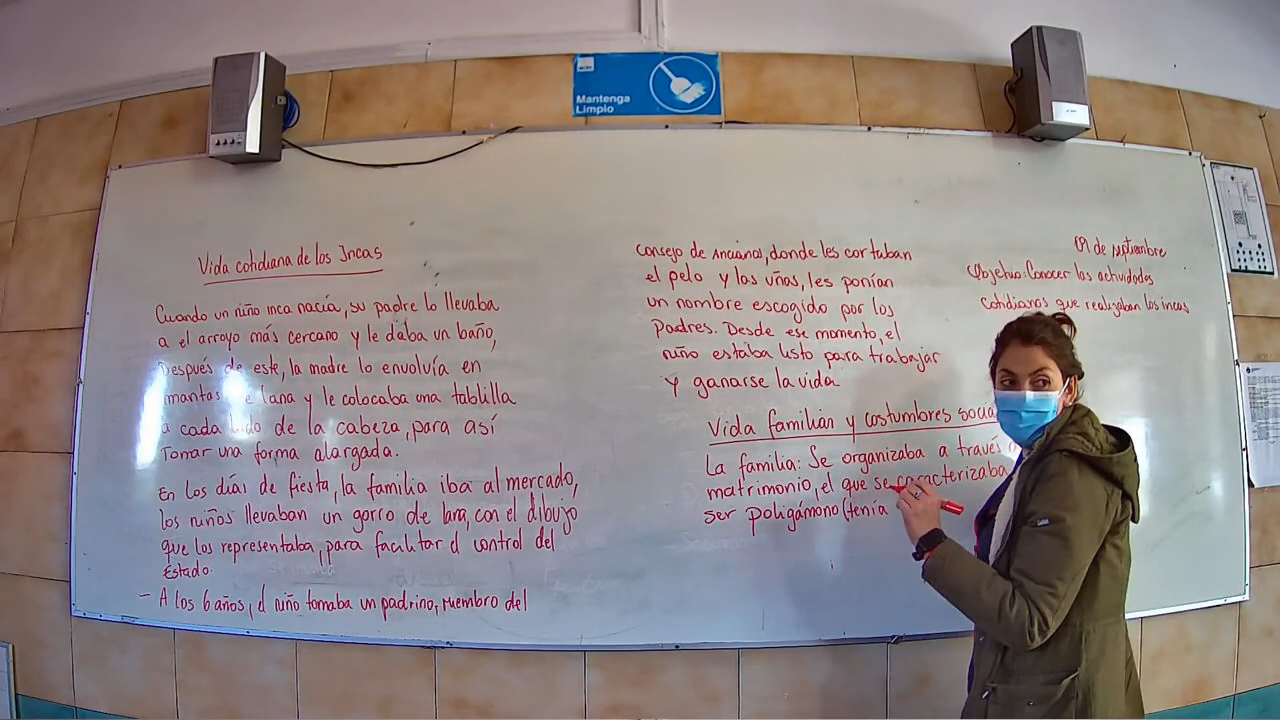 Mantenga
Limpio
Vida cotidiana de los Incas
Cuando un niño inca nacía, su padre lo llevaba
a el arroyo más cercano y le daba un baño,
Después de este, la madre lo envolvía en
mantas de lana y le colocaba una tablilla
a cada lado de la cabeza, para así
Tomar una forma alargada.
En los días de fiesta, la familia iba al mercado,
los niños llevaban un gorro de lana, con el dibujo
que los representaba, para facilitar el control del
Estado.
- A los 6 años, el niño tomaba un padrino, miembro del
consejo de ancianos, donde les cortaban
el pelo y las uñas, les ponían
un nombre escogido por los
Padres. Desde ese momento, el
niño estaba listo para trabajar
y ganarse la vida.
Vida familiar y costumbres socia
La familia: Se organizaba a través
matrimonio, el que se caracterizaba
ser poligámono (tenía
09 de septiembre
Objetivo: Conocer las actividades
cotidianas que realizaban los incas